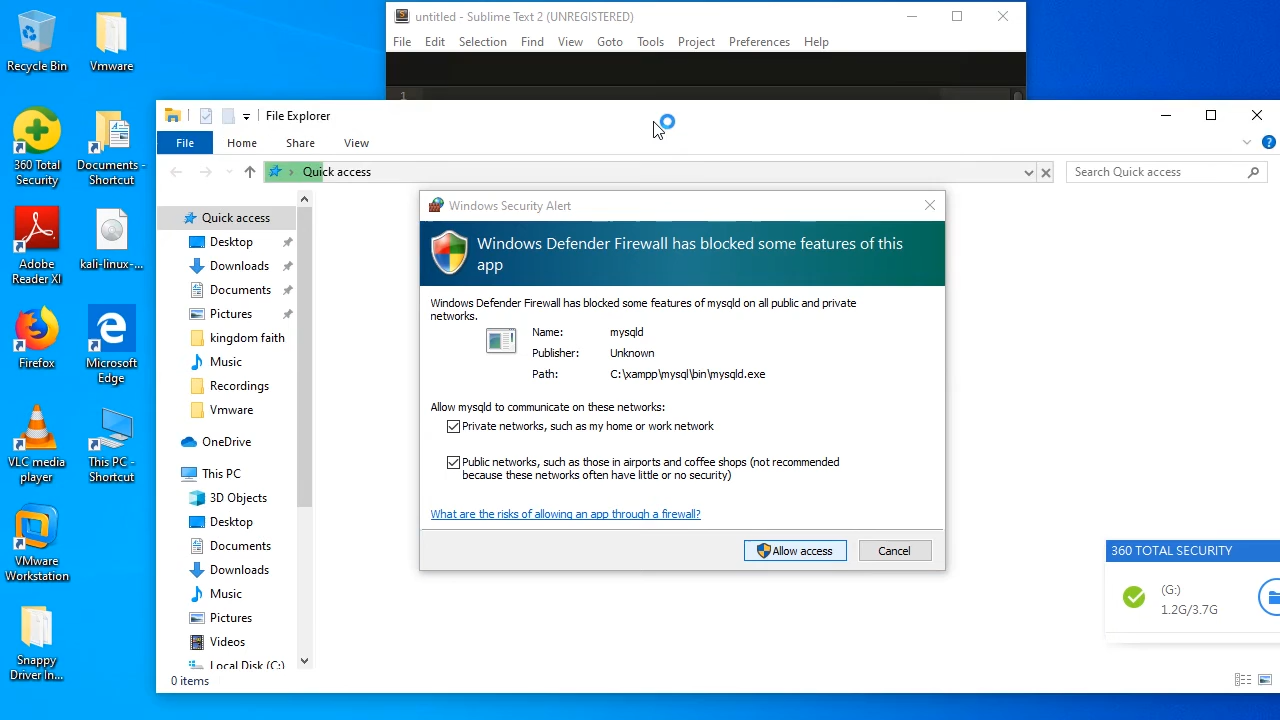 Recycle Bin
Vmware
360 Total
Security
Documents -
Shortcut
Adobe
Reader XI
kali-linux-...
Firefox
Microsoft
Edge
VLC media
player
This PC -
Shortcut
VMware
Workstation
Snappy
Driver In...
untitled - Sublime Text 2 (UNREGISTERED)
File Edit Selection Find View Goto Tools Project Preferences Help
1
File Explorer
File Home Share View
Quick access
Search Quick access
Quick access
Desktop
Downloads
Documents
Pictures
kingdom faith
Music
Recordings
Vmware
OneDrive
This PC
3D Objects
Desktop
Documents
Downloads
Music
Pictures
Videos
Local Disk (C:)
0 items
Windows Security Alert
Windows Defender Firewall has blocked some features of this
app
Windows Defender Firewall has blocked some features of mysqld on all public and private
networks.
Name: mysqld
Publisher: Unknown
Path: C:\xampp\mysql\bin\mysqld.exe
Allow mysqld to communicate on these networks:
Private networks, such as my home or work network
Public networks, such as those in airports and coffee shops (not recommended
because these networks often have little or no security)
What are the risks of allowing an app through a firewall?
Allow access
Cancel
360 TOTAL SECURITY
(G:)
1.2G/3.7G